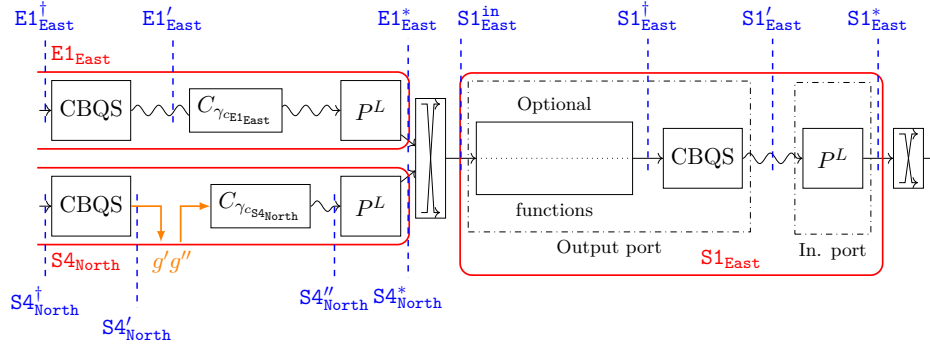 E1†East E1′East E1*East S1inEast S1†East S1′East S1*East
E1East
CBQS CγcE1East PL
Optional
CBQS PL
functions
CBQS CγcS4North PL
Output port In. port
S4North g′g″ S1East
S4†North S4″North S4*North
S4′North